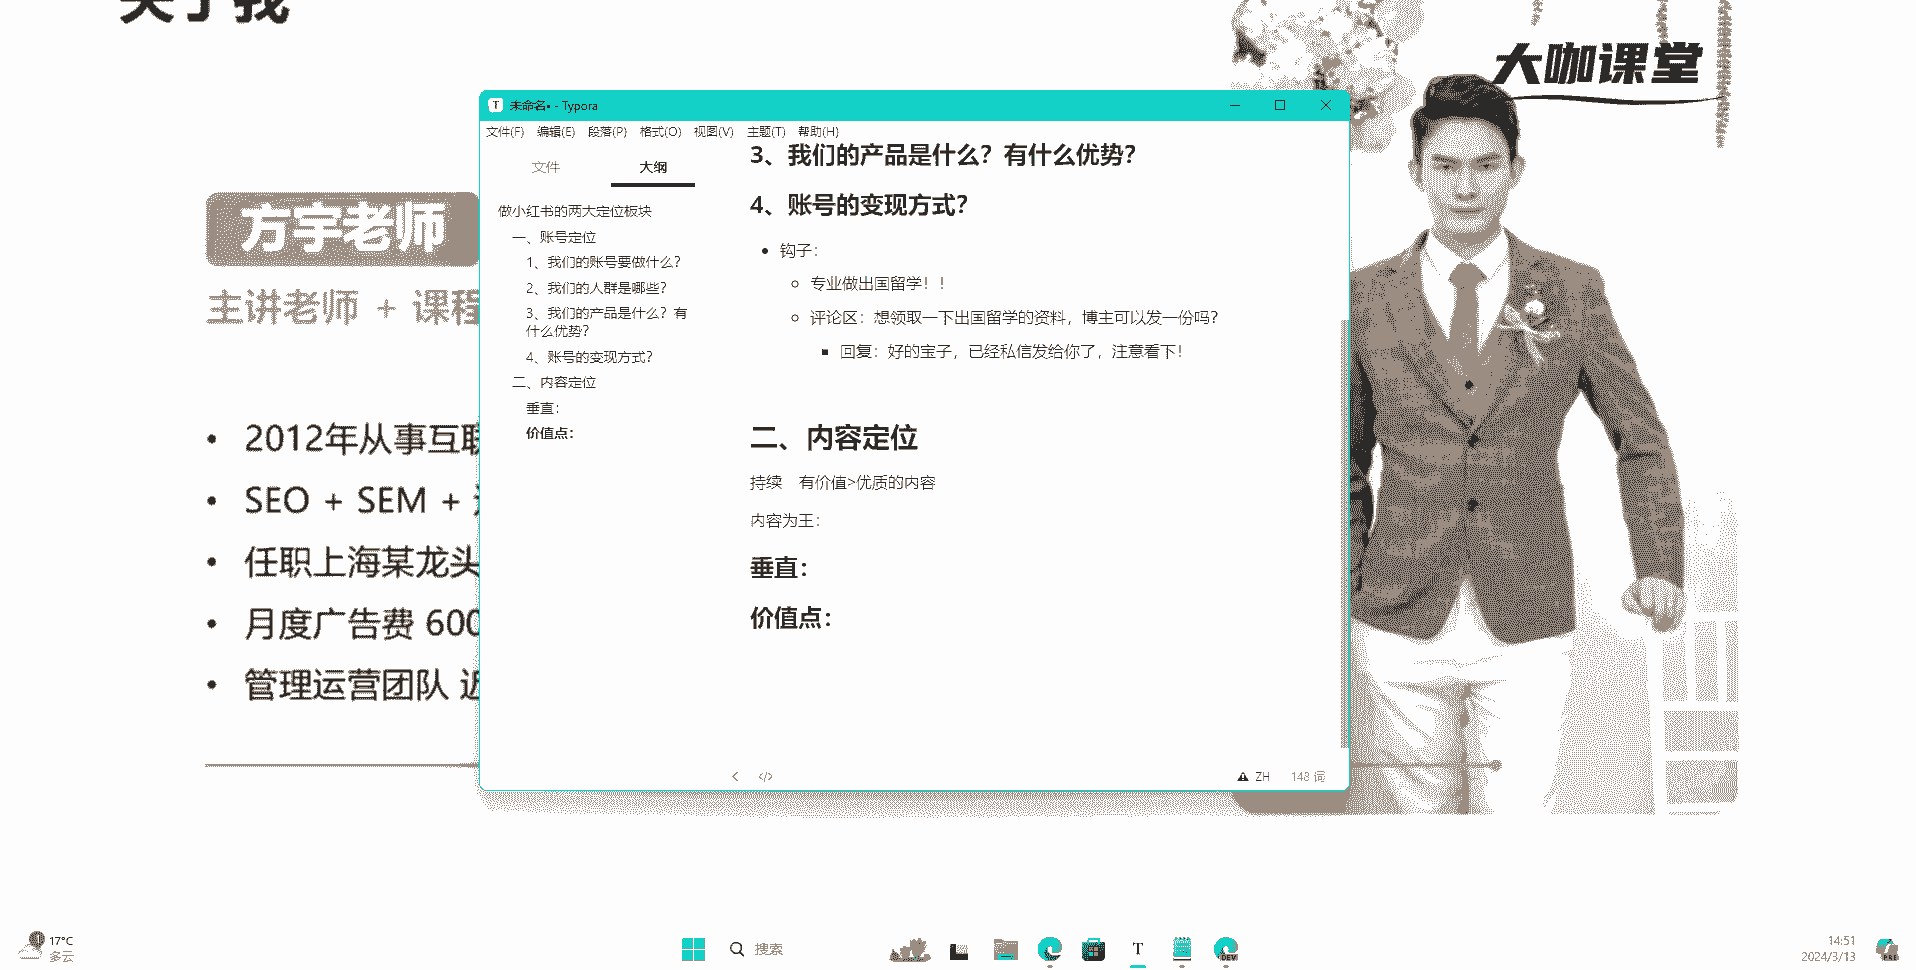 关于我
大咖课堂
方宇老师
主讲老师 + 课程
2012年从事互联
SEO + SEM +
任职上海某龙头
月度广告费 600
管理运营团队 近
未命名• - Typora
文件(F) 编辑(E) 段落(P) 格式(O) 视图(V) 主题(T) 帮助(H)
文件 大纲
做小红书的两大定位板块
一、账号定位
1、我们的账号要做什么？
2、我们的人群是哪些？
3、我们的产品是什么？有
什么优势？
4、账号的变现方式？
二、内容定位
垂直：
价值点：
3、我们的产品是什么？有什么优势？
4、账号的变现方式？
钩子：
专业做出国留学！！
评论区：想领取一下出国留学的资料，博主可以发一份吗？
回复：好的宝子，已经私信发给你了，注意看下！
二、内容定位
持续 有价值>优质的内容
内容为王：
垂直：
价值点：
ZH 148 词
17°C
多云
搜索
14:51
2024/3/13